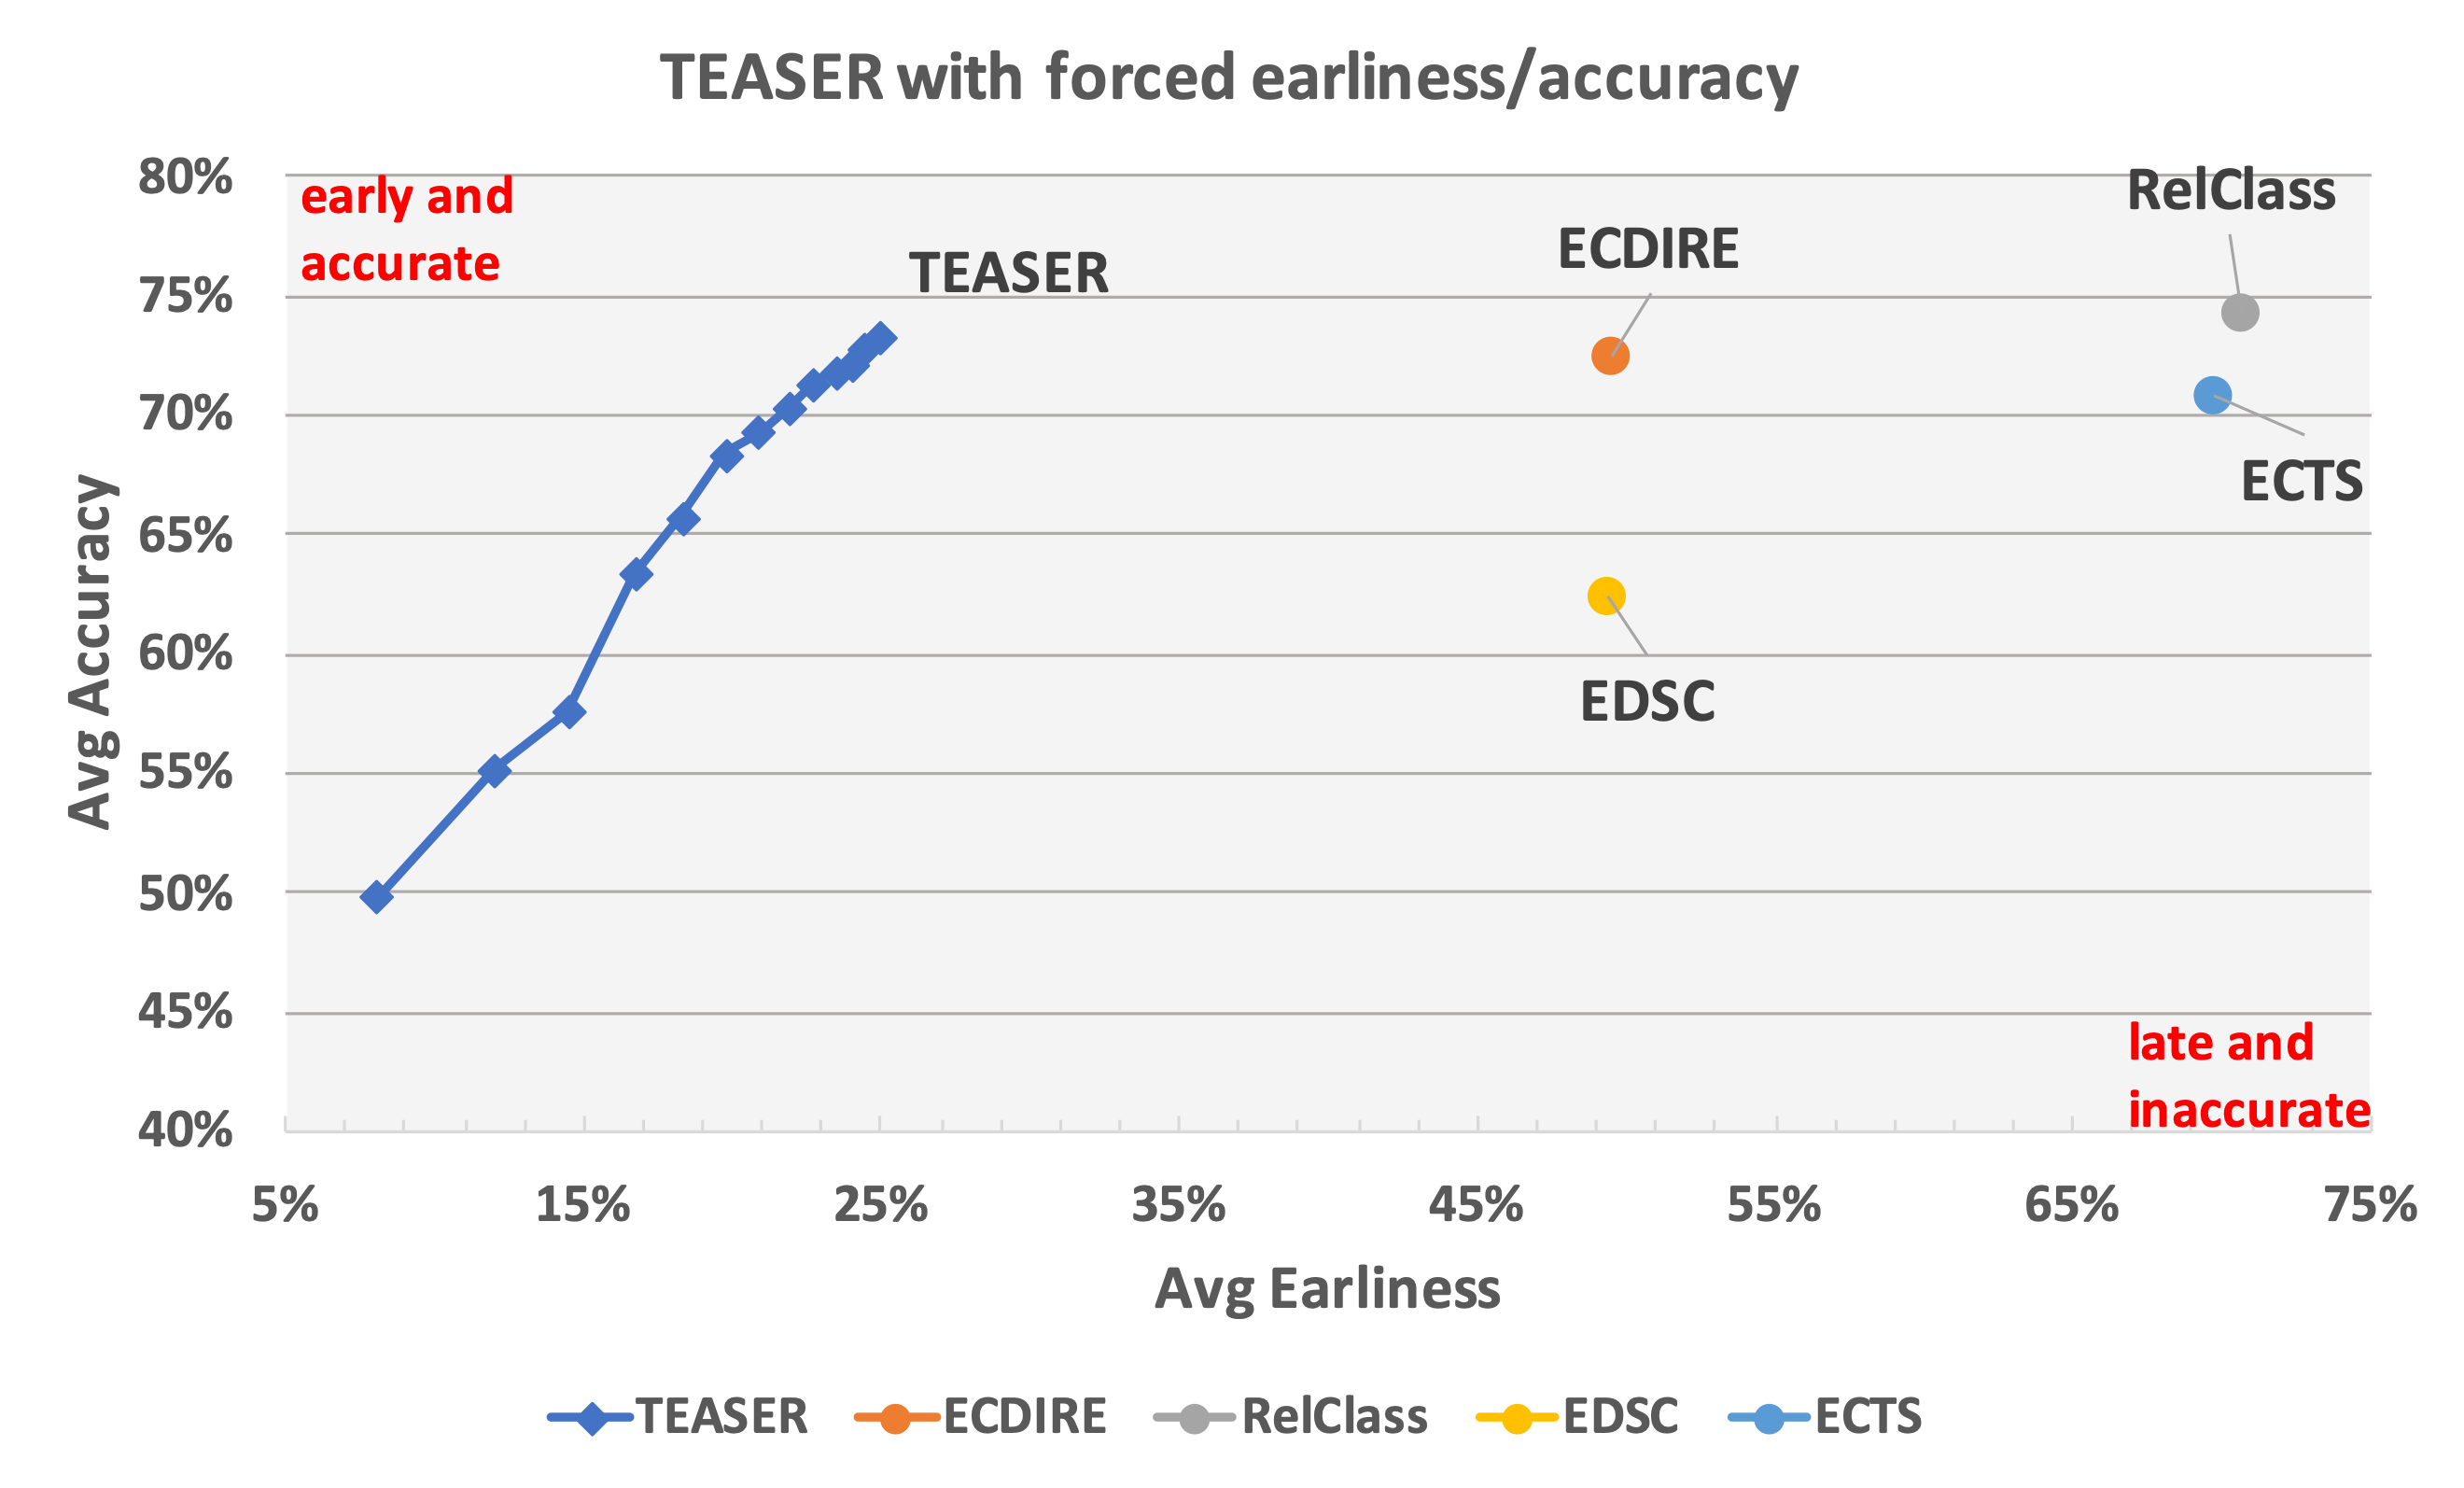 TEASER with forced earliness/accuracy
80%
75%
70%
65%
60%
55%
50%
45%
40%
Avg Accuracy
early and
accurate
TEASER
ECDIRE
RelClass
ECTS
EDSC
late and
inaccurate
5% 15% 25% 35% 45% 55% 65% 75%
Avg Earliness
TEASER ECDIRE RelClass EDSC ECTS